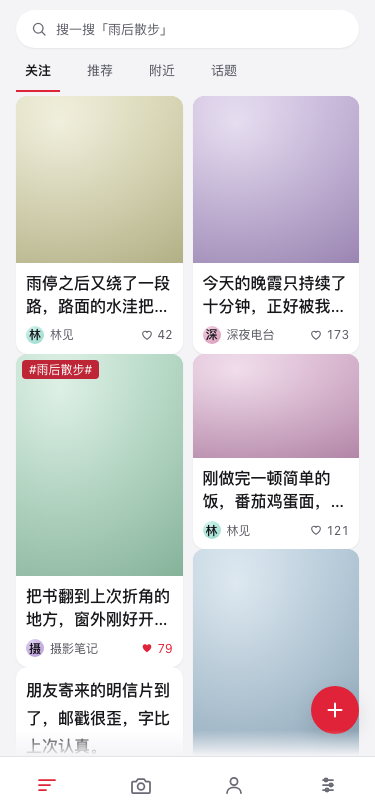 搜一搜「雨后散步」
关注
推荐
附近
话题
雨停之后又绕了一段
路，路面的水洼把...
林
林见
42
今天的晚霞只持续了
十分钟，正好被我...
深
深夜电台
173
#雨后散步#
把书翻到上次折角的
地方，窗外刚好开...
摄
摄影笔记
79
刚做完一顿简单的
饭，番茄鸡蛋面，...
林
林见
121
朋友寄来的明信片到
了，邮戳很歪，字比
上次认真。